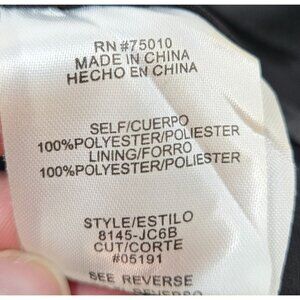 RN #75010
MADE IN CHINA
HECHO EN CHINA
SELF/CUERPO
100%POLYESTER/POLIESTER
LINING/FORRO
100%POLYESTER/POLIESTER
STYLE/ESTILO
8145-JC6B
CUT/CORTE
#05191
SEE REVERSE